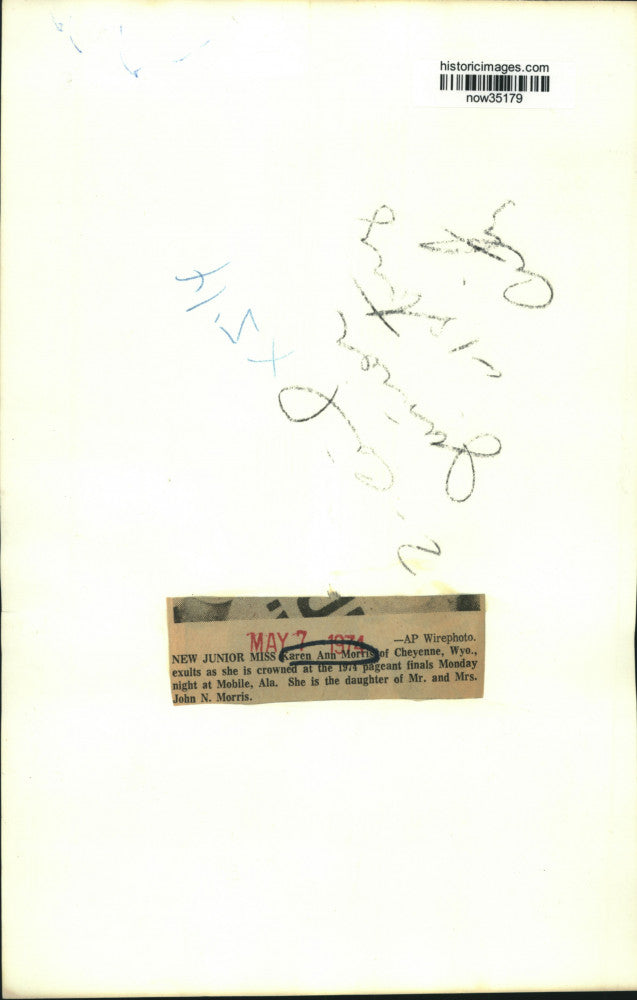 historicimages.com
now35179
Junior
MAY 7 1974
—AP Wirephoto.
NEW JUNIOR MISS Karen Ann Morris of Cheyenne, Wyo.,
exults as she is crowned at the 1974 pageant finals Monday
night at Mobile, Ala. She is the daughter of Mr. and Mrs.
John N. Morris.